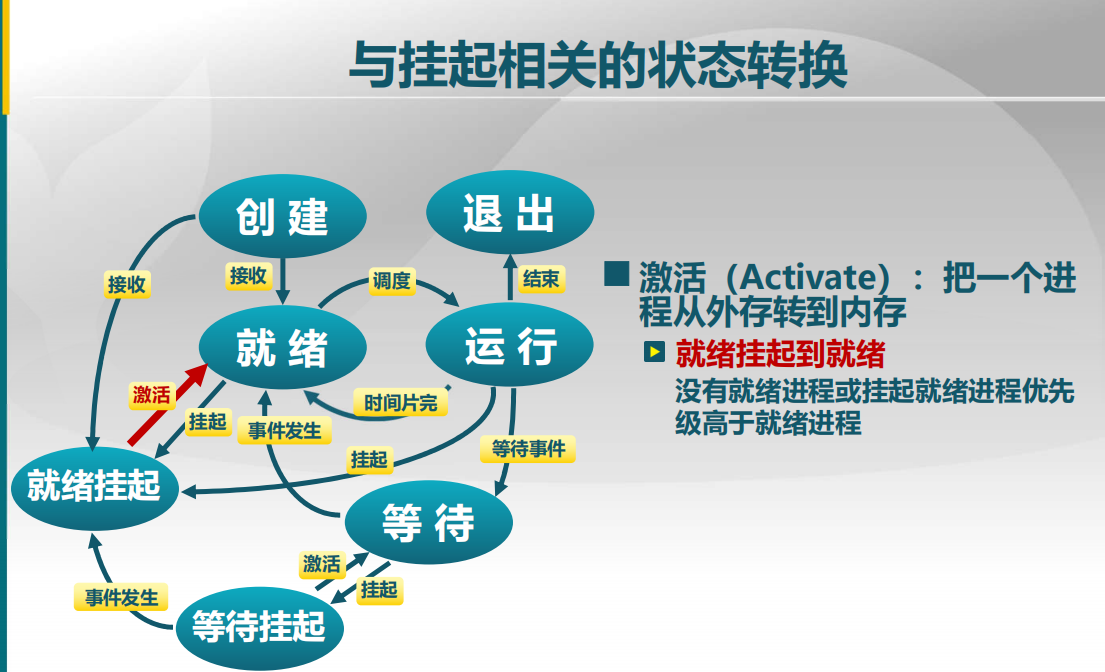 与挂起相关的状态转换
创 建
退 出
接收
接收
调度
结束
就 绪
运 行
激活
挂起
事件发生
时间片完
挂起
等待事件
就绪挂起
等 待
激活
挂起
事件发生
等待挂起
激活（Activate）：把一个进
程从外存转到内存
就绪挂起到就绪
没有就绪进程或挂起就绪进程优先
级高于就绪进程